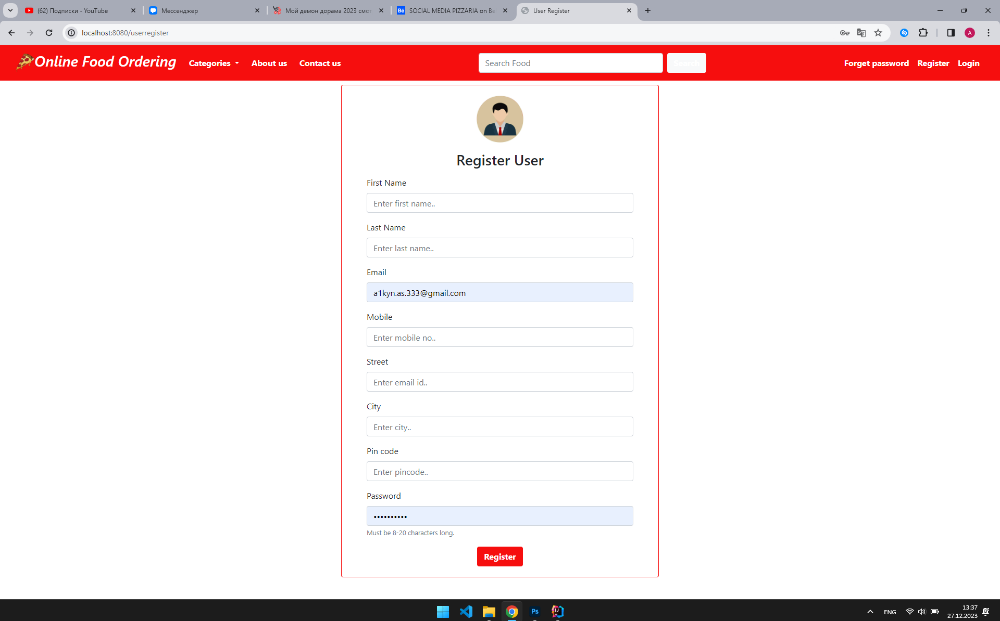 (62) Подписки - YouTube
Мессенджер
Мой демон дорама 2023 смот
SOCIAL MEDIA PIZZARIA on Be
User Register
localhost:8080/userregister
A
Online Food Ordering
Categories
About us
Contact us
Search Food
Search
Forget password
Register
Login
Register User
First Name
Enter first name..
Last Name
Enter last name..
Email
a1kyn.as.333@gmail.com
Mobile
Enter mobile no..
Street
Enter email id..
City
Enter city..
Pin code
Enter pincode..
Password
••••••••••
Must be 8-20 characters long.
Register
Ps
IJ
ENG
13:37
27.12.2023